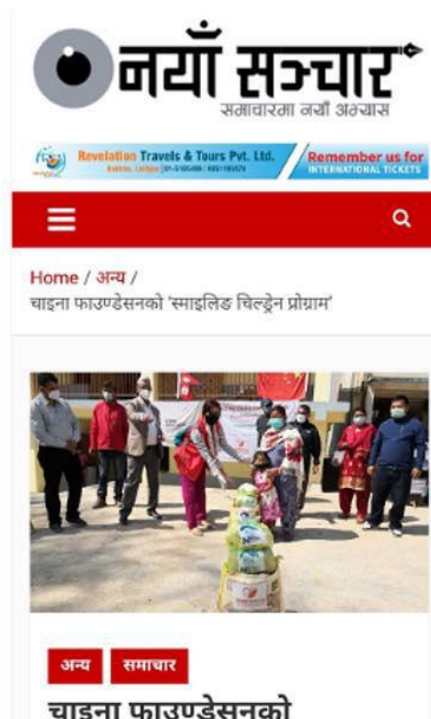 नयाँ सञ्चार
समाचारमा नयाँ अभ्यास
Revelation Travels & Tours Pvt. Ltd.
Remember us for
INTERNATIONAL TICKETS
Home / अन्य /
चाइना फाउण्डेसनको ‘स्माइलिङ चिल्ड्रेन प्रोग्राम’
अन्य
समाचार
चाइना फाउण्डेसनको